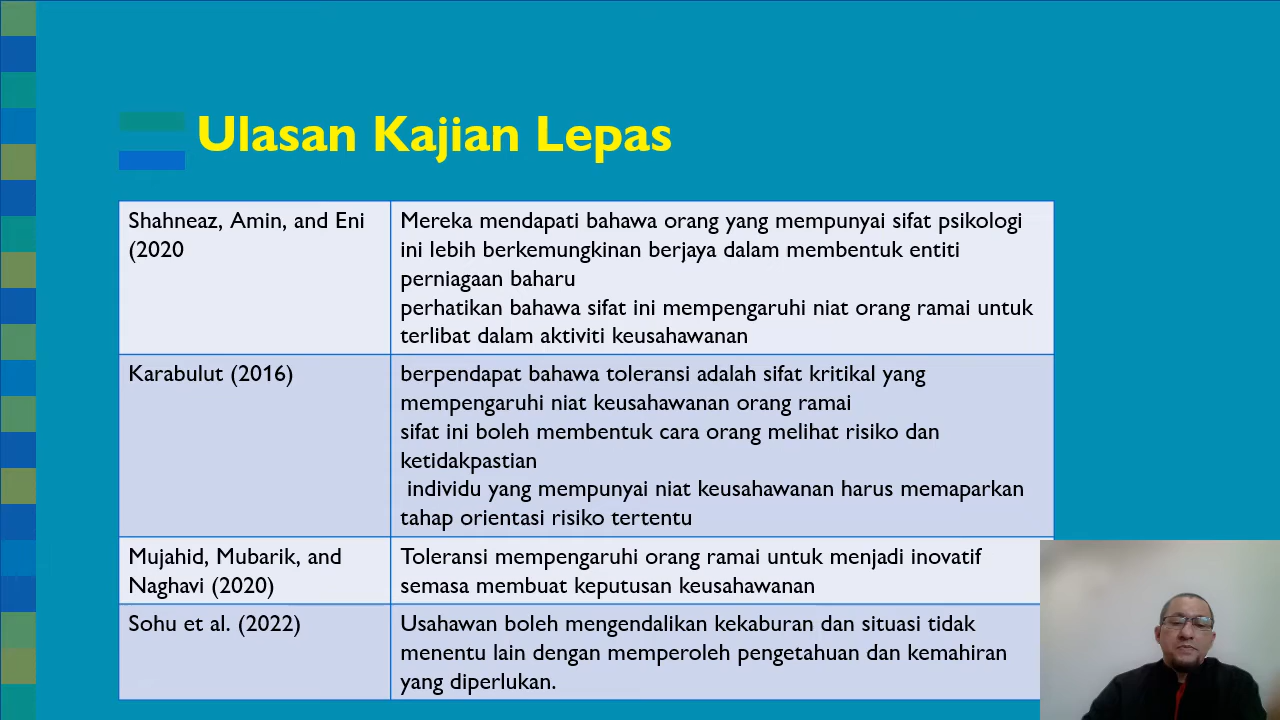 Ulasan Kajian Lepas
Shahneaz, Amin, and Eni
(2020
Mereka mendapati bahawa orang yang mempunyai sifat psikologi
ini lebih berkemungkinan berjaya dalam membentuk entiti
perniagaan baharu
perhatikan bahawa sifat ini mempengaruhi niat orang ramai untuk
terlibat dalam aktiviti keusahawanan
Karabulut (2016)
berpendapat bahawa toleransi adalah sifat kritikal yang
mempengaruhi niat keusahawanan orang ramai
sifat ini boleh membentuk cara orang melihat risiko dan
ketidakpastian
individu yang mempunyai niat keusahawanan harus memaparkan
tahap orientasi risiko tertentu
Mujahid, Mubarik, and
Naghavi (2020)
Toleransi mempengaruhi orang ramai untuk menjadi inovatif
semasa membuat keputusan keusahawanan
Sohu et al. (2022)
Usahawan boleh mengendalikan kekaburan dan situasi tidak
menentu lain dengan memperoleh pengetahuan dan kemahiran
yang diperlukan.